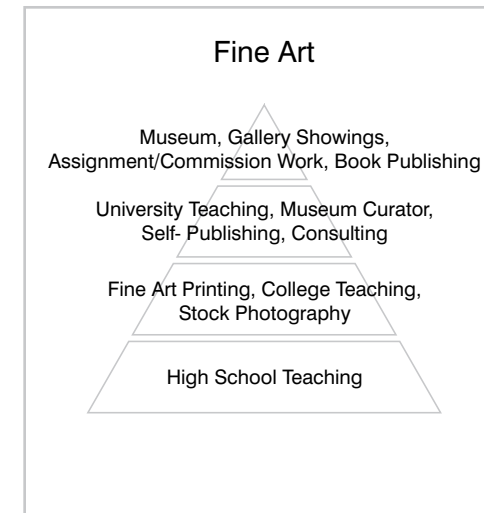 Fine Art
Museum, Gallery Showings,
Assignment/Commission Work, Book Publishing
University Teaching, Museum Curator,
Self- Publishing, Consulting
Fine Art Printing, College Teaching,
Stock Photography
High School Teaching